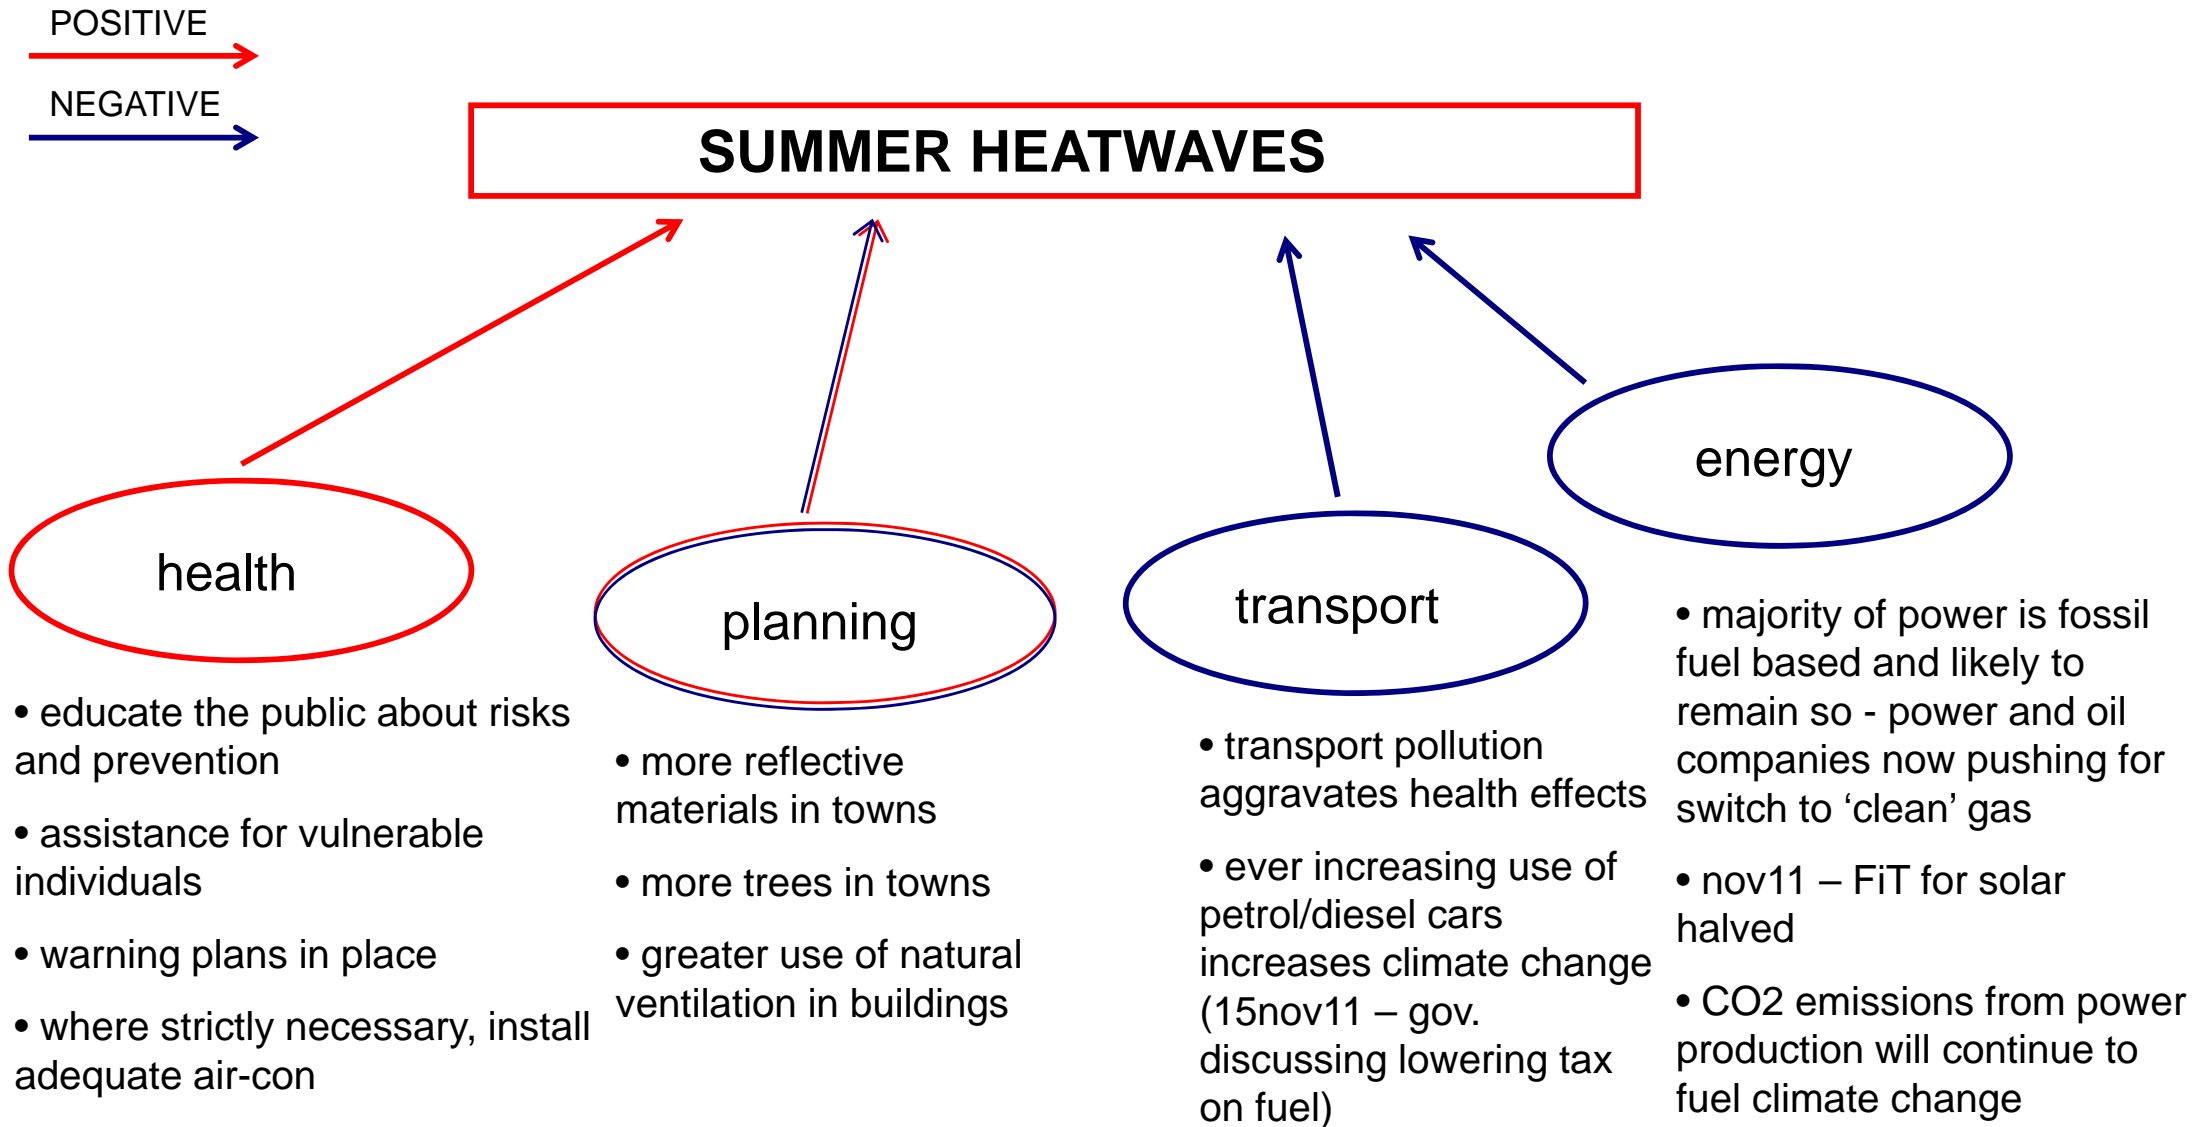 POSITIVE
NEGATIVE
SUMMER HEATWAVES
health
• educate the public about risks
and prevention
• assistance for vulnerable
individuals
• warning plans in place
• where strictly necessary, install
adequate air-con
planning
• more reflective
materials in towns
• more trees in towns
• greater use of natural
ventilation in buildings
transport
• transport pollution
aggravates health effects
• ever increasing use of
petrol/diesel cars
increases climate change
(15nov11 – gov.
discussing lowering tax
on fuel)
energy
• majority of power is fossil
fuel based and likely to
remain so - power and oil
companies now pushing for
switch to ‘clean’ gas
• nov11 – FiT for solar
halved
• CO2 emissions from power
production will continue to
fuel climate change